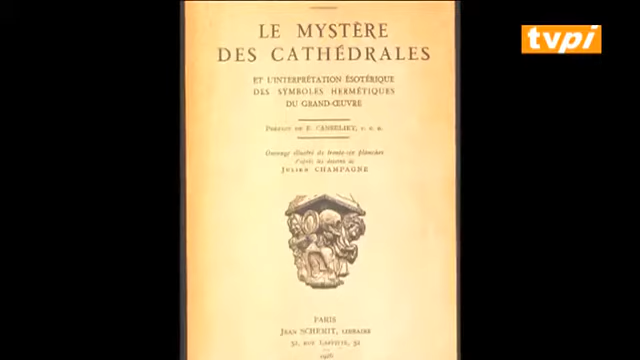 LE MYSTÈRE
DES CATHÉDRALES
ET L'INTERPRÉTATION ÉSOTÉRIQUE
DES SYMBOLES HERMÉTIQUES
DU GRAND-ŒUVRE
PRÉFACE DE E. CANSELIET, F. C. H.
Ouvrage illustré de trente-six planches
d'après les dessins de
JULIEN CHAMPAGNE
PARIS
JEAN SCHEMIT, LIBRAIRE
52, RUE LAFFITTE, 52
1926
tvpi